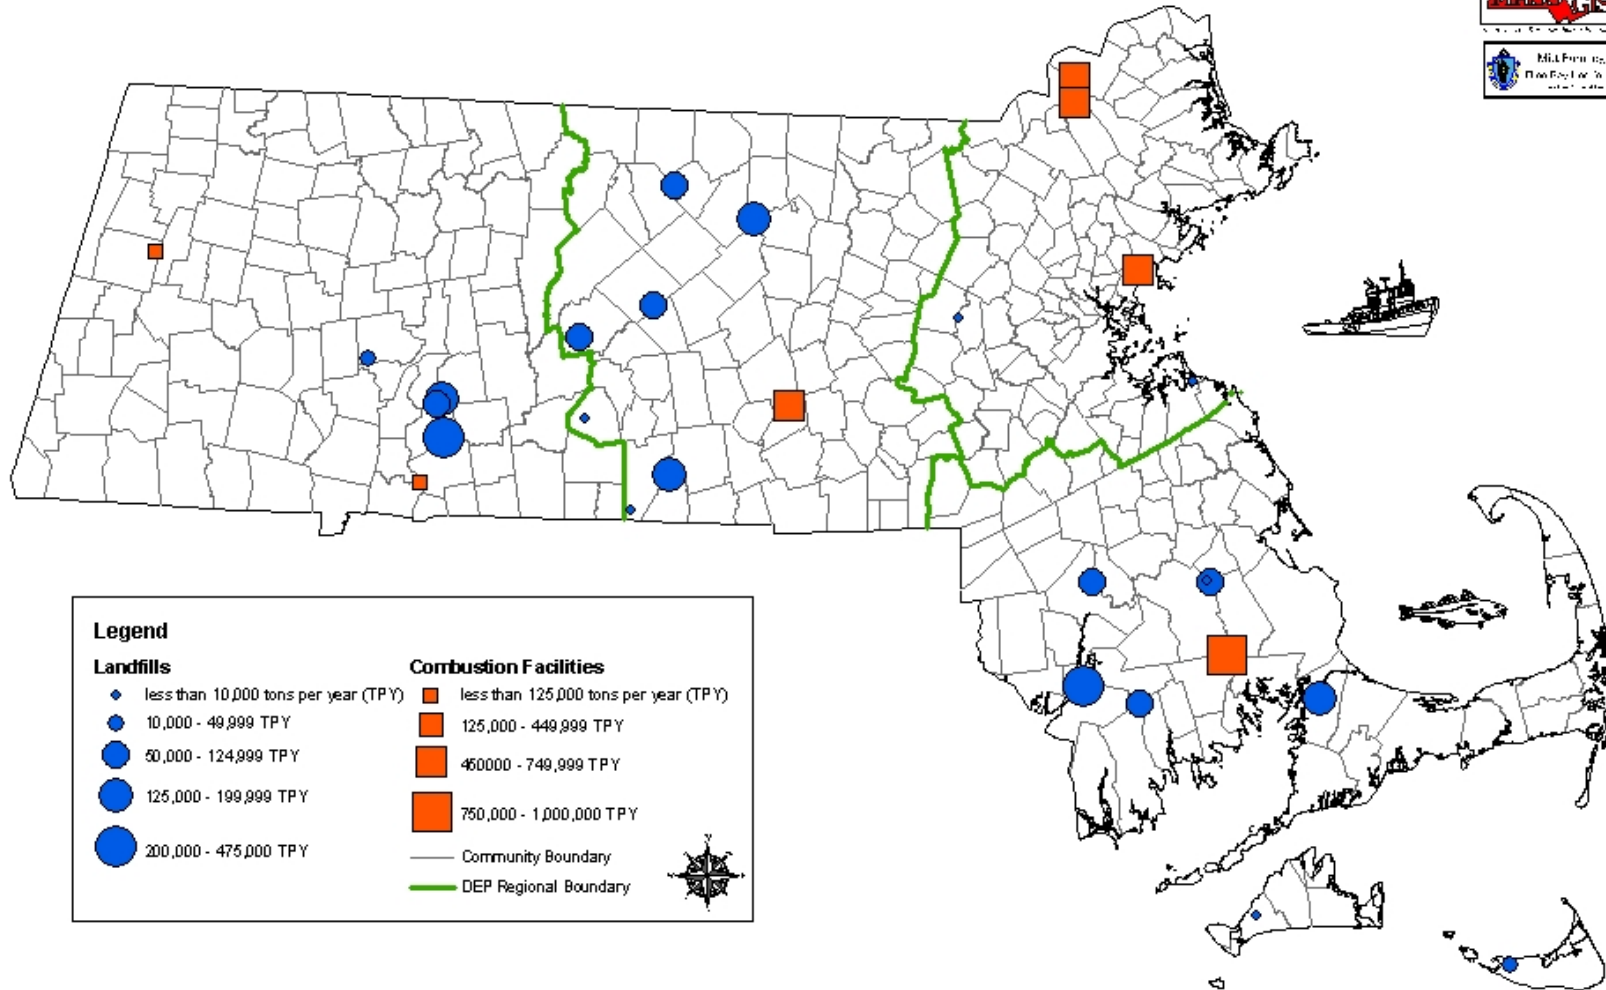 Legend
Landfills
less than 10,000 tons per year (TPY)
10,000 - 49,999 TPY
50,000 - 124,999 TPY
125,000 - 199,999 TPY
200,000 - 475,000 TPY
Combustion Facilities
less than 125,000 tons per year (TPY)
125,000 - 449,999 TPY
450000 - 749,999 TPY
750,000 - 1,000,000 TPY
Community Boundary
DEP Regional Boundary